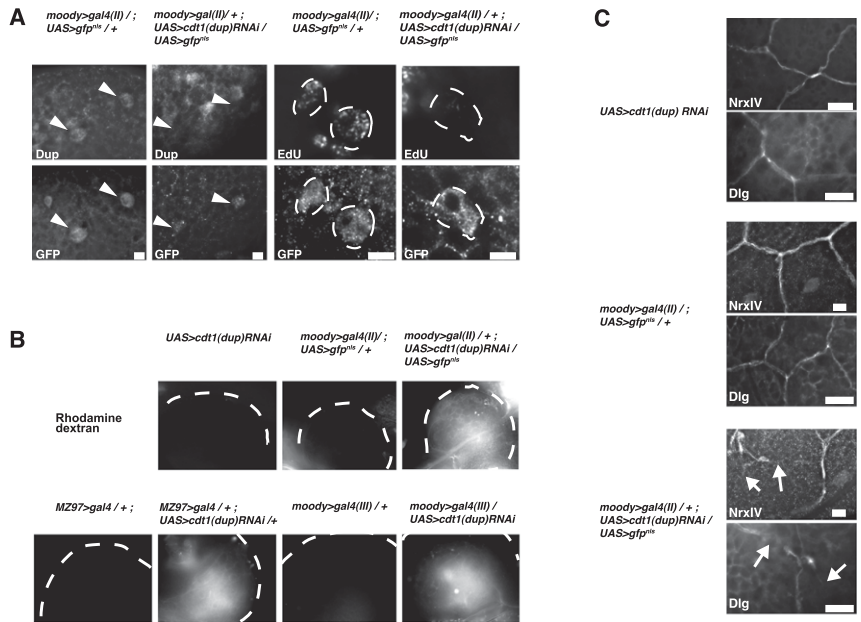 A
moody>gal4(II) / ;
UAS>gfpnls / +
moody>gal(II)/ + ;
UAS>cdt1(dup)RNAi /
UAS>gfpnls
moody>gal4(II)/ ;
UAS>gfpnls / +
moody>gal(II) / + ;
UAS>cdt1(dup)RNAi /
UAS>gfpnls
Dup
Dup
EdU
EdU
GFP
GFP
GFP
GFP
B
UAS>cdt1(dup)RNAi
moody>gal4(II)/ ;
UAS>gfpnls / +
moody>gal(II) / + ;
UAS>cdt1(dup)RNAi /
UAS>gfpnls
Rhodamine
dextran
MZ97>gal4 / + ;
MZ97>gal4 / + ;
UAS>cdt1(dup)RNAi /+
moody>gal4(III) / +
moody>gal4(III) /
UAS>cdt1(dup)RNAi
C
UAS>cdt1(dup) RNAi
NrxIV
Dlg
moody>gal4(II) / ;
UAS>gfpnls / +
NrxIV
Dlg
moody>gal4(II) / + ;
UAS>cdt1(dup)RNAi /
UAS>gfpnls
NrxIV
Dlg